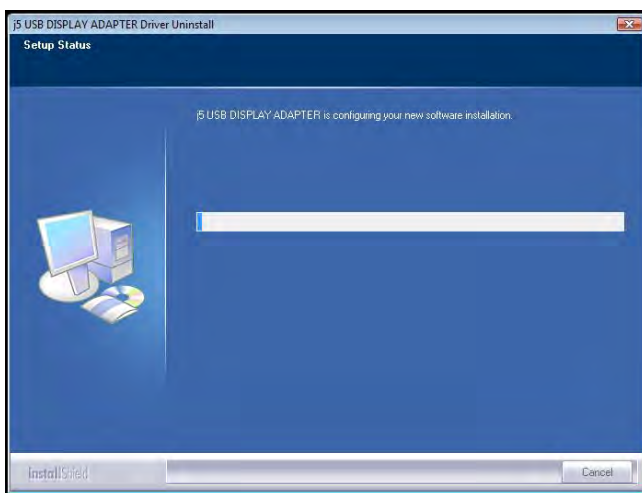 j5 USB DISPLAY ADAPTER Driver Uninstall
Setup Status
j5 USB DISPLAY ADAPTER is configuring your new software installation.
InstallShield
Cancel